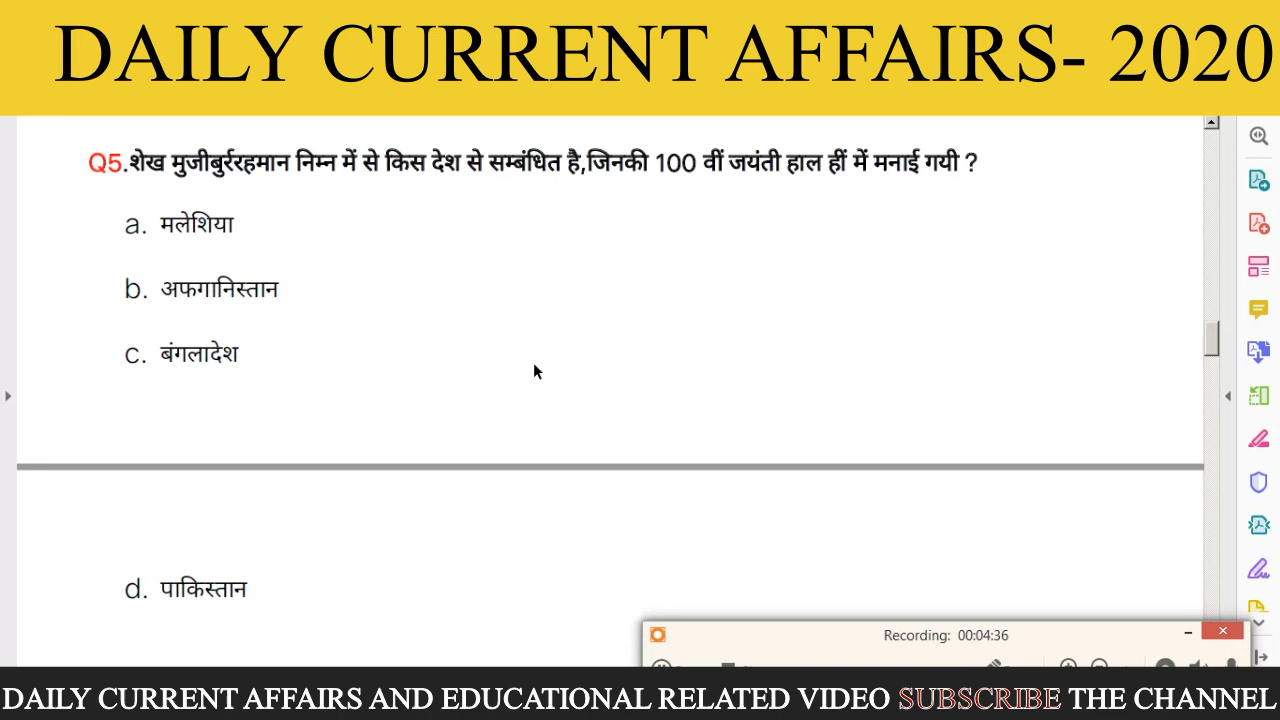 DAILY CURRENT AFFAIRS- 2020
Q5.शेख मुजीबुर्ररहमान निम्न में से किस देश से सम्बंधित है,जिनकी 100 वीं जयंती हाल हीं में मनाई गयी ?
a. मलेशिया
b. अफगानिस्तान
c. बंगलादेश
d. पाकिस्तान
Recording: 00:04:36
DAILY CURRENT AFFAIRS AND EDUCATIONAL RELATED VIDEO SUBSCRIBE THE CHANNEL